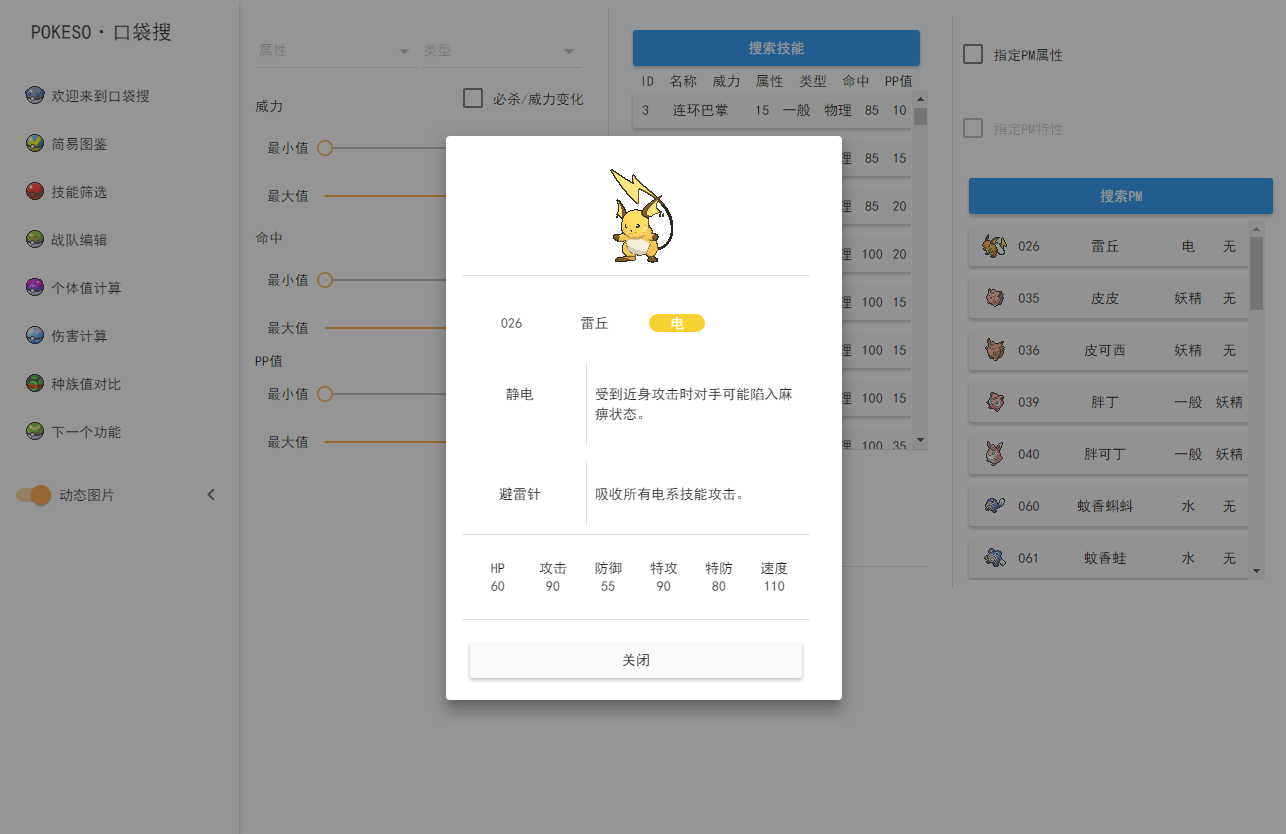 POKESO · 口袋搜
欢迎来到口袋搜
简易图鉴
技能筛选
战队编辑
个体值计算
伤害计算
种族值对比
下一个功能
动态图片
属性 类型
必杀/威力变化
威力
最小值
最大值
命中
最小值
最大值
PP值
最小值
最大值
搜索技能
ID 名称 威力 属性 类型 命中 PP值
3 连环巴掌 15 一般 物理 85 10
理 85 15
理 85 20
理 100 20
理 100 15
理 100 15
理 100 15
理 100 35
026 雷丘 电
静电 受到近身攻击时对手可能陷入麻
痹状态。
避雷针 吸收所有电系技能攻击。
HP 攻击 防御 特攻 特防 速度
60 90 55 90 80 110
关闭
指定PM属性
指定PM特性
搜索PM
026 雷丘 电 无
035 皮皮 妖精 无
036 皮可西 妖精 无
039 胖丁 一般 妖精
040 胖可丁 一般 妖精
060 蚊香蝌蚪 水 无
061 蚊香蛙 水 无